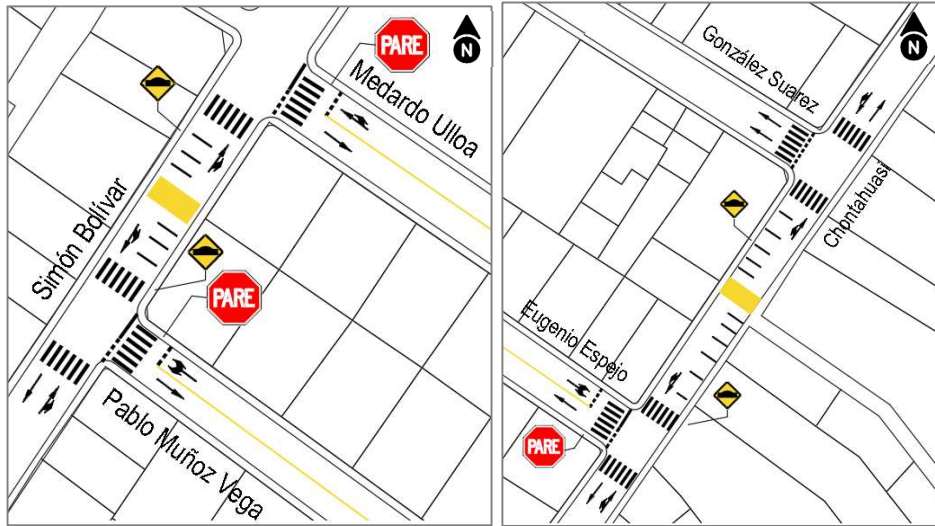 PARE
N
Medardo Ulloa
Simón Bolívar
PARE
Pablo Muñoz Vega
N
González Suarez
Chontahuasi
Eugenio Espejo
PARE